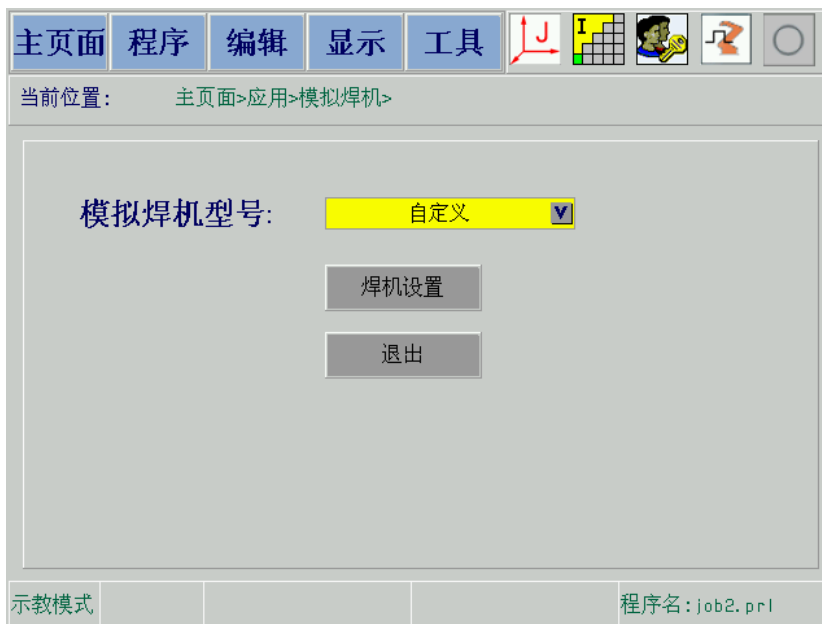 主页面 程序 编辑 显示 工具 J I
当前位置: 主页面>应用>模拟焊机>
模拟焊机型号: 自定义 V
焊机设置
退出
示教模式 程序名:job2.prl